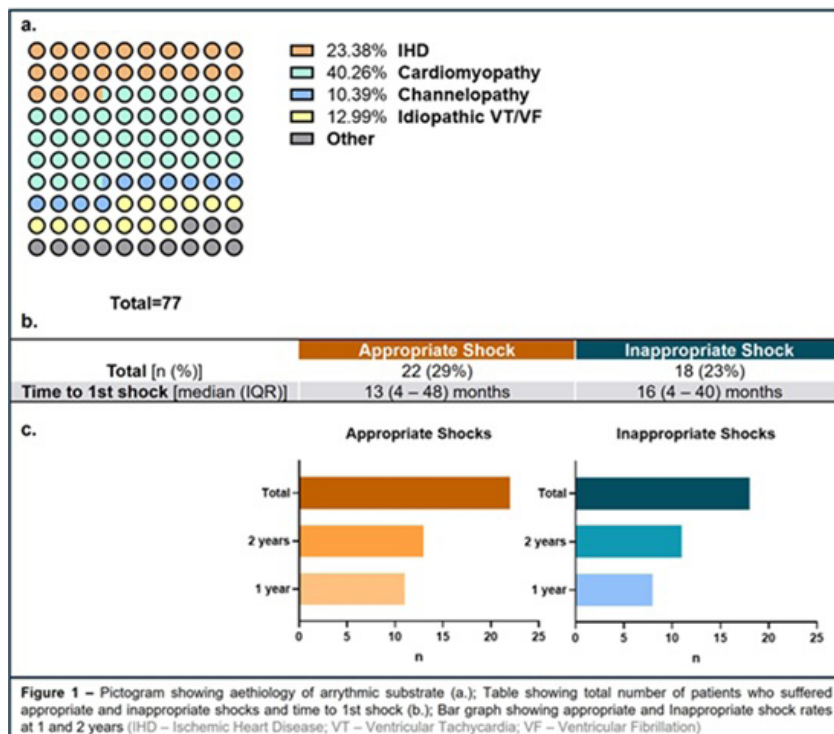 a.
23.38% IHD
40.26% Cardiomyopathy
10.39% Channelopathy
12.99% Idiopathic VT/VF
Other
Total=77
b.
Appropriate Shock Inappropriate Shock
Total [n (%)] 22 (29%) 18 (23%)
Time to 1st shock [median (IQR)] 13 (4 – 48) months 16 (4 – 40) months
c.
Appropriate Shocks Inappropriate Shocks
Total Total
2 years 2 years
1 year 1 year
0 5 10 15 20 25 0 5 10 15 20 25
n n
Figure 1 – Pictogram showing aethiology of arrythmic substrate (a.); Table showing total number of patients who suffered
appropriate and inappropriate shocks and time to 1st shock (b.); Bar graph showing appropriate and Inappropriate shock rates
at 1 and 2 years (IHD – Ischemic Heart Disease; VT – Ventricular Tachycardia; VF – Ventricular Fibrillation)